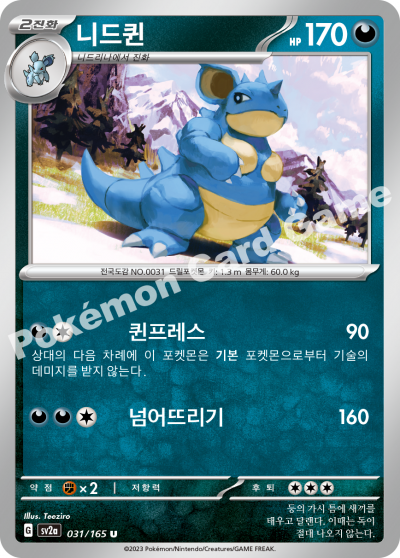 2진화
니드퀸
HP 170
니드리나에서 진화
전국도감 NO.0031 드릴포켓몬 키: 1.3 m 몸무게: 60.0 kg
퀸프레스 90
상대의 다음 차례에 이 포켓몬은 기본 포켓몬으로부터 기술의
데미지를 받지 않는다.
넘어뜨리기 160
약점 ×2 저항력 후퇴
Illus. Teeziro
G sv2a 031/165 U
등의 가시 틈에 새끼를
태우고 달랜다. 이때는 독이
절대 나오지 않는다.
©2023 Pokémon/Nintendo/Creatures/GAME FREAK.
Pokémon Card Game